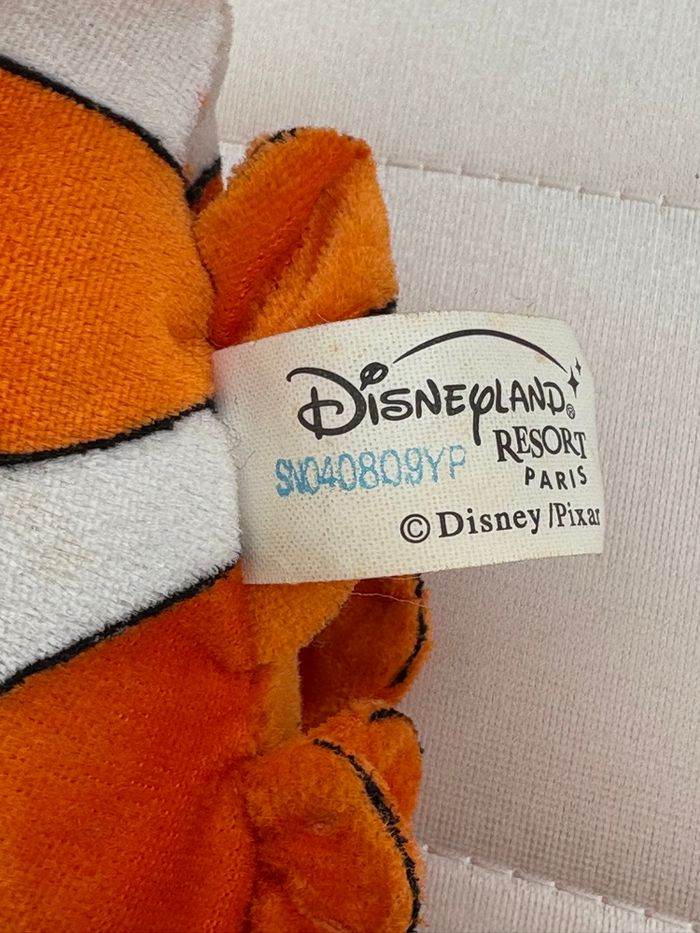 DISNEYLAND®
RESORT
SN040809YP
PARIS
© Disney /Pixar